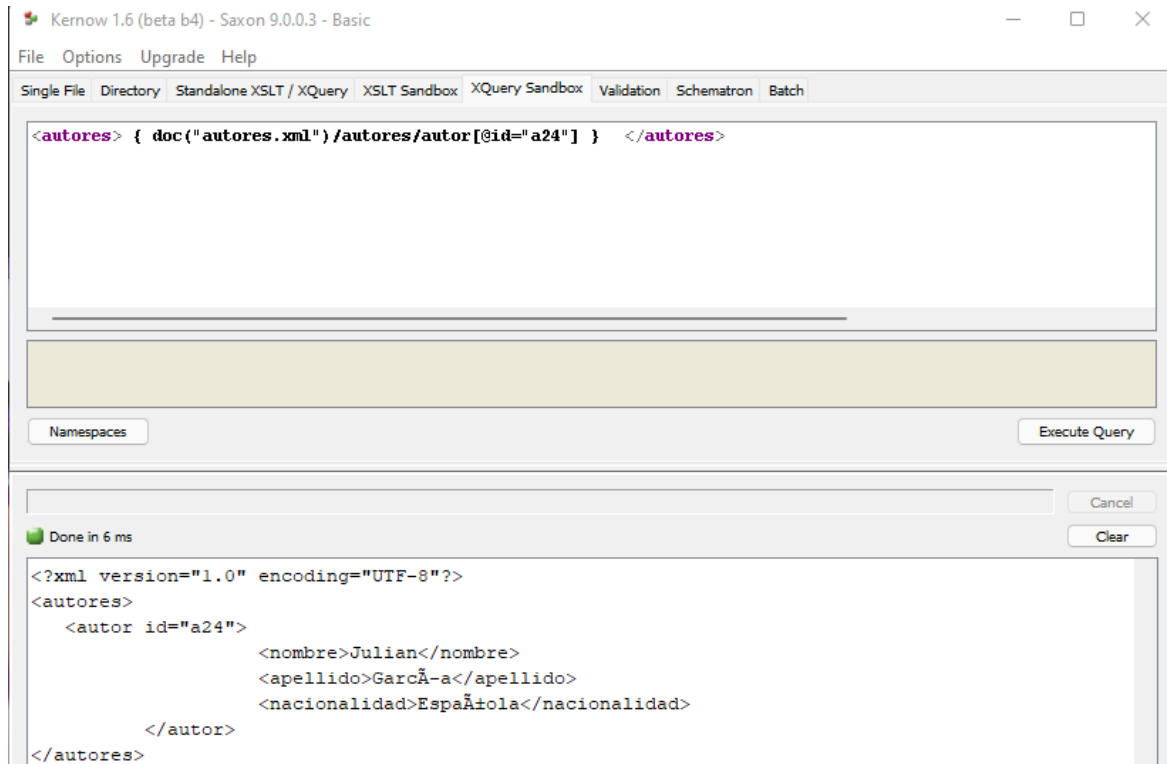 Kernow 1.6 (beta b4) - Saxon 9.0.0.3 - Basic
File Options Upgrade Help
Single File Directory Standalone XSLT / XQuery XSLT Sandbox XQuery Sandbox Validation Schematron Batch
<autores> { doc("autores.xml")/autores/autor[@id="a24"] } </autores>
Namespaces Execute Query
Cancel
Done in 6 ms Clear
<?xml version="1.0" encoding="UTF-8"?>
<autores>
<autor id="a24">
<nombre>Julian</nombre>
<apellido>GarcÃ-a</apellido>
<nacionalidad>EspaÃ±ola</nacionalidad>
</autor>
</autores>